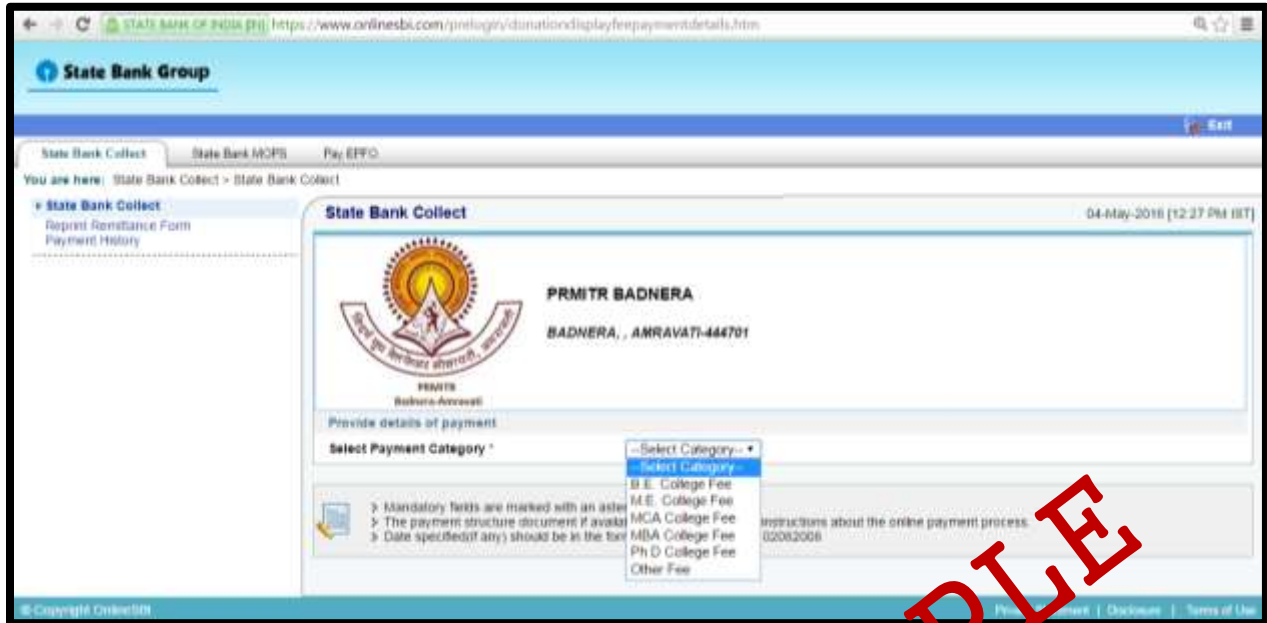 STATE BANK OF INDIA [IN] https://www.onlinesbi.com/prelogin/donationdisplayfeepaymentdetails.htm
State Bank Group
Exit
State Bank Collect State Bank MOPS Pay EPFO
You are here: State Bank Collect > State Bank Collect
State Bank Collect
Reprint Remittance Form
Payment History
State Bank Collect
04-May-2016 [12:27 PM IST]
PRMITR BADNERA
BADNERA, , AMRAVATI-444701
PRMITR
Badnera-Amravati
Provide details of payment
Select Payment Category *
--Select Category--
--Select Category--
B.E. College Fee
M.E. College Fee
MCA College Fee
MBA College Fee
Ph D College Fee
Other Fee
> Mandatory fields are marked with an
> The payment structure document if instructions about the online payment process.
> Date specified(if any) should be in the 02082008
© Copyright OnlineSBI
Disclosure | Terms of Use
PLE